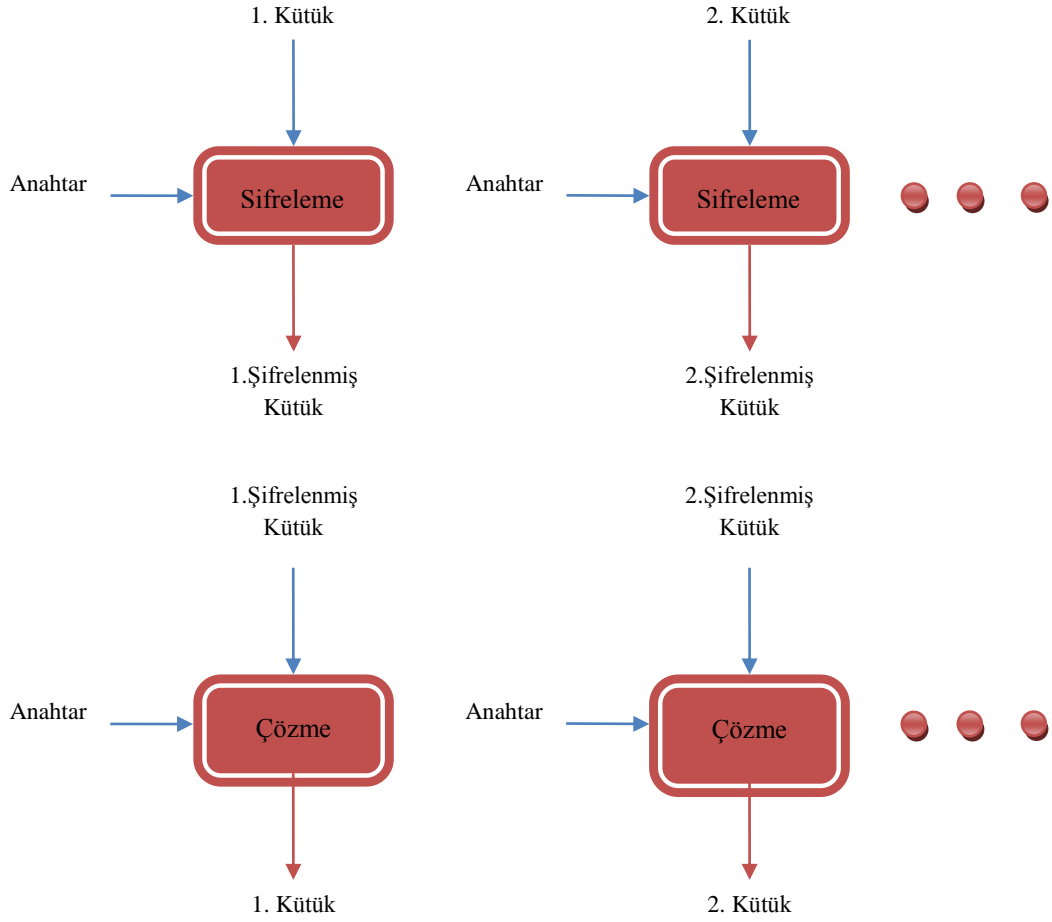 1. Kütük
2. Kütük
Anahtar
Sifreleme
Anahtar
Sifreleme
1.Şifrelenmiş
Kütük
2.Şifrelenmiş
Kütük
1.Şifrelenmiş
Kütük
2.Şifrelenmiş
Kütük
Anahtar
Çözme
Anahtar
Çözme
1. Kütük
2. Kütük